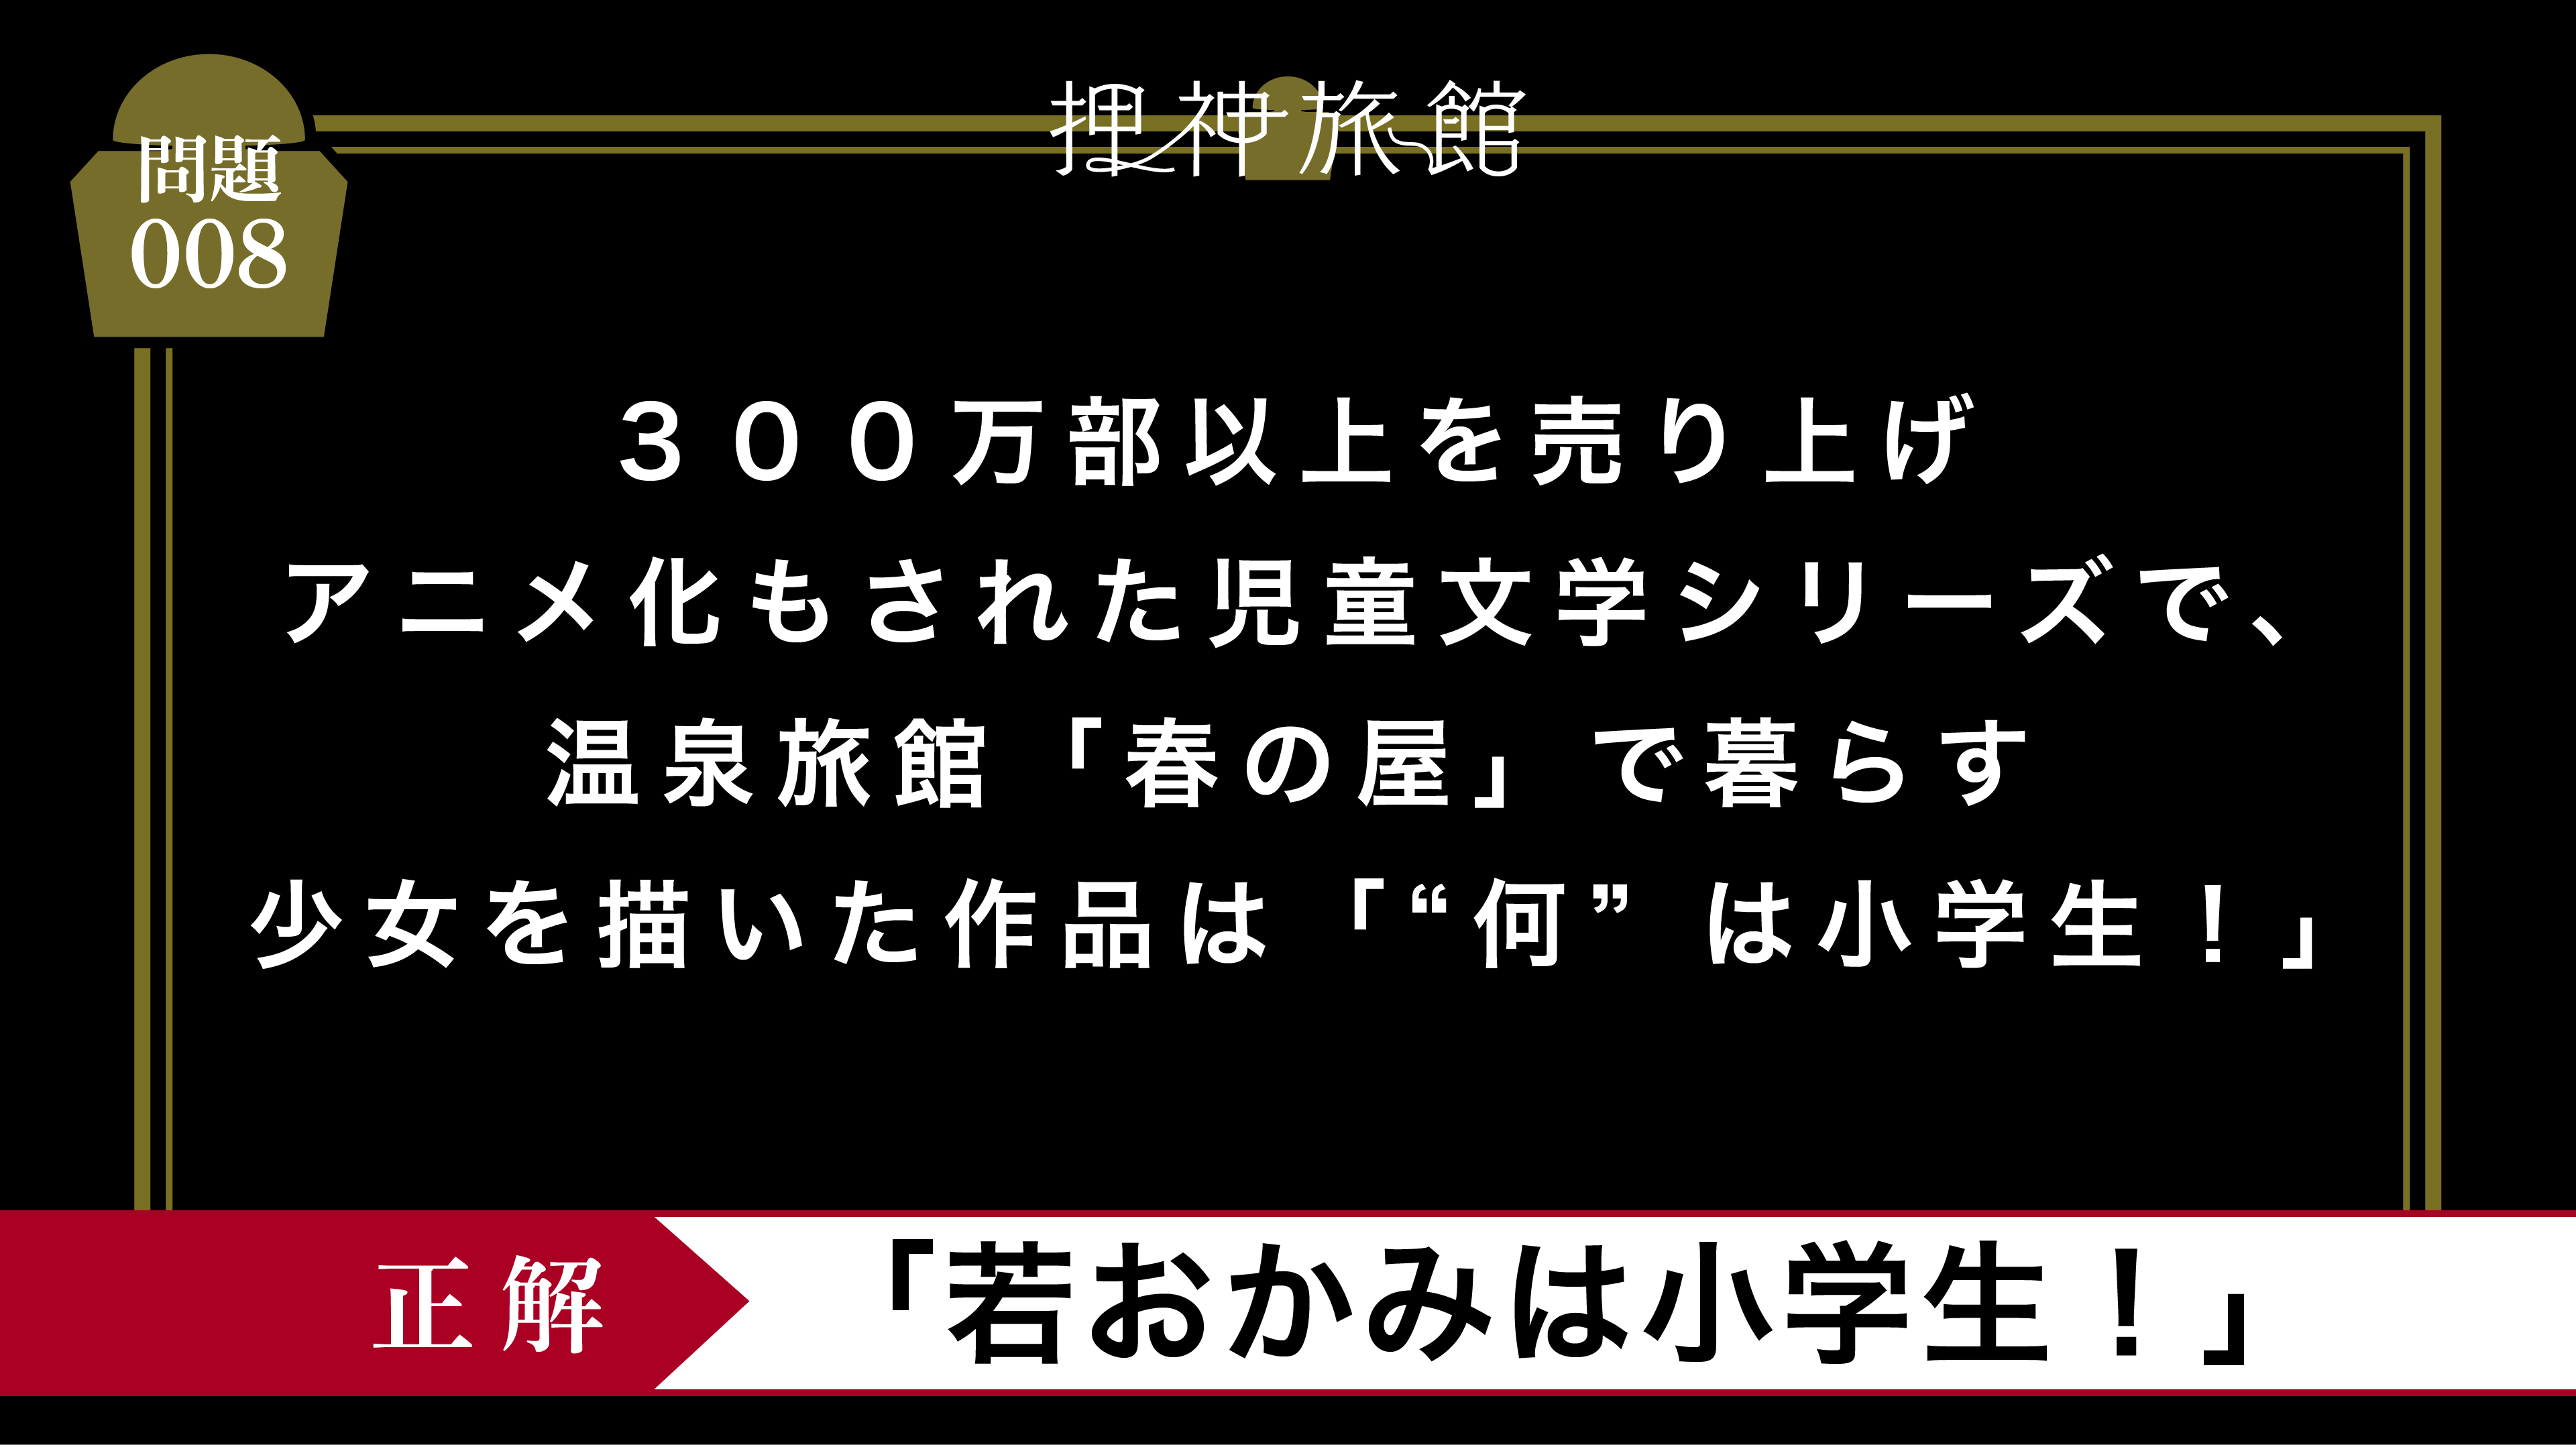 押神旅館
問題
008
３００万部以上を売り上げ
アニメ化もされた児童文学シリーズで、
温泉旅館「春の屋」で暮らす
少女を描いた作品は「“何”は小学生！」
正解
「若おかみは小学生！」